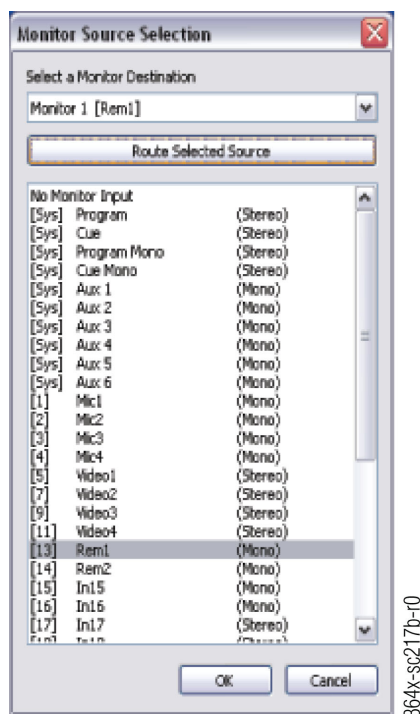 Monitor Source Selection
Select a Monitor Destination
Monitor 1 [Rem1]
Route Selected Source
No Monitor Input
[Sys] Program (Stereo)
[Sys] Cue (Stereo)
[Sys] Program Mono (Stereo)
[Sys] Cue Mono (Stereo)
[Sys] Aux 1 (Mono)
[Sys] Aux 2 (Mono)
[Sys] Aux 3 (Mono)
[Sys] Aux 4 (Mono)
[Sys] Aux 5 (Mono)
[Sys] Aux 6 (Mono)
[1] Mic1 (Mono)
[2] Mic2 (Mono)
[3] Mic3 (Mono)
[4] Mic4 (Mono)
[5] Video1 (Stereo)
[7] Video2 (Stereo)
[9] Video3 (Stereo)
[11] Video4 (Stereo)
[13] Rem1 (Mono)
[14] Rem2 (Mono)
[15] In15 (Mono)
[16] In16 (Mono)
[17] In17 (Stereo)
OK Cancel
864x-sc217b-r0